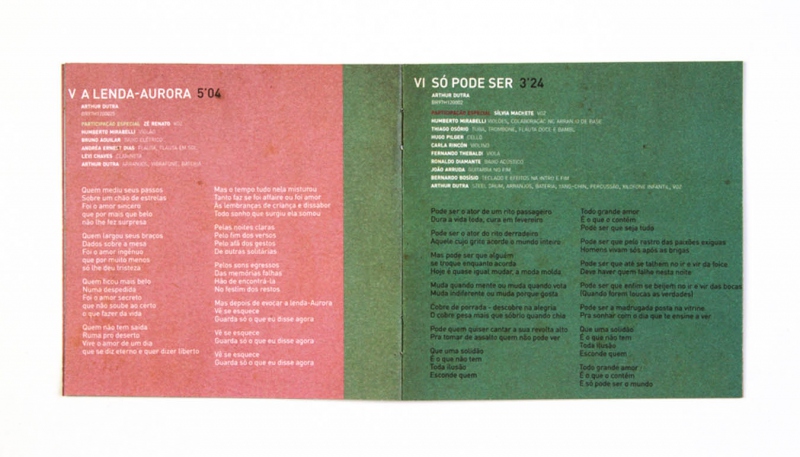 V A LENDA-AURORA 5'04
ARTHUR DUTRA
PARTICIPAÇÃO ESPECIAL ZÉ RENATO VOZ
HUMBERTO MIRABELLI VIOLÃO
BRUNO AGUILAR BAIXO ELÉTRICO
ANDRÉA ERNEST DIAS FLAUTA, FLAUTA EM SOL
LEVI CHAVES CLARINETA
ARTHUR DUTRA ARRANJOS, VIBRAFONE, BATERIA
Quem mediu seus passos
Sobre um chão de estrelas
Foi o amor sincero
que por mais que belo
não lhe fez surpresa
Quem largou seus braços
Dados sobre a mesa
Foi o amor ingênuo
que por muito menos
só lhe deu tristeza
Quem ficou mais belo
Numa despedida
Foi o amor secreto
que não soube ao certo
o que fazer da vida
Quem não tem saída
Ruma pro deserto
Vive o amor de um dia
que se diz eterno e quer dizer liberto
Mas o tempo tudo nela misturou
Tanto faz se foi affaire ou foi amor
Às lembranças de criança e dissabor
Todo sonho que surgiu ela somou
Pelas noites claras
Pelo fim dos versos
Pelo afã dos gestos
De outras solitárias
Pelos sons egressos
Das memórias falhas
Hão de encontrá-la
No festim dos restos
Mas depois de evocar a lenda-Aurora
Vê se esquece
Guarda só o que eu disse agora
Vê se esquece
Guarda só o que eu disse agora
Vê se esquece
Guarda só o que eu disse agora
VI SÓ PODE SER 3'24
ARTHUR DUTRA
PARTICIPAÇÃO ESPECIAL SÍLVIA MACHETE VOZ
HUMBERTO MIRABELLI VIOLÕES, COLABORAÇÃO NO ARRANJO DE BASE
THIAGO OSÓRIO TUBA, TROMBONE, FLAUTA DOCE E BAMBU
HUGO PILGER CELLO
CARLA RINCÓN VIOLINO
FERNANDO THEBALDI VIOLA
RONALDO DIAMANTE BAIXO ACÚSTICO
JOÃO ARRUDA GUITARRA NO FIM
BERNARDO BOSÍSIO TECLADO E EFEITOS NA INTRO E FIM
ARTHUR DUTRA STEEL DRUM, ARRANJOS, BATERIA, HANG-CHAN, PERCUSSÃO, XILOFONE INFANTIL, VOZ
Pode ser o ator de um rito passageiro
Dura a vida toda, cura em fevereiro
Pode ser o rito do ator derradeiro
Aquele cujo grito acorda o mundo inteiro
Mas pode ser que alguém
se troque enquanto acorda
Hoje é quase igual mudar, a moda molda
Muda quando mente ou muda quando vola
Muda indiferente ou muda porque gosta
Cobre de porrada - descobre na alegria
O cobre pesa mais que sóbrio quando chia
Pode quem quiser cantar a sua revolta alto
Pra tomar de assalto quem não pode ver
Que uma solidão
É o que não tem
Toda ilusão
Esconde quem
Todo grande amor
É o que o contém
Pode ser que seja tudo
Pode ser que pelo rastro das paixões exíguas
Homens vivam sós após as brigas
Pode ser que até se talhem no ir e vir da foice
Deve haver quem falhe nesta noite
Pode ser que enfim se beijem no ir e vir das bocas
(Quando forem loucas as verdades)
Pode ser a madrugada posta na vitrine
Pra sonhar com o dia que te ensine a ver
Que uma solidão
É o que não tem
Toda ilusão
Esconde quem
Todo grande amor
É o que o contém
E só pode ser o mundo